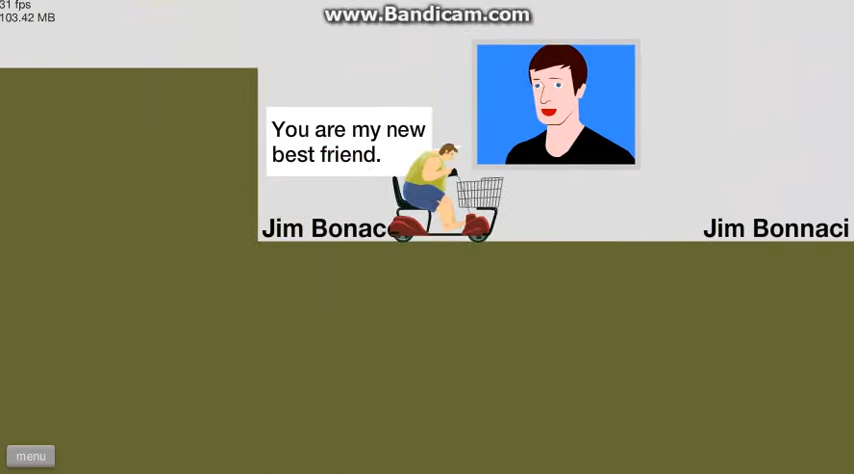 31 fps
103.42 MB
www.Bandicam.com
You are my new
best friend.
Jim Bonac
Jim Bonnaci
menu